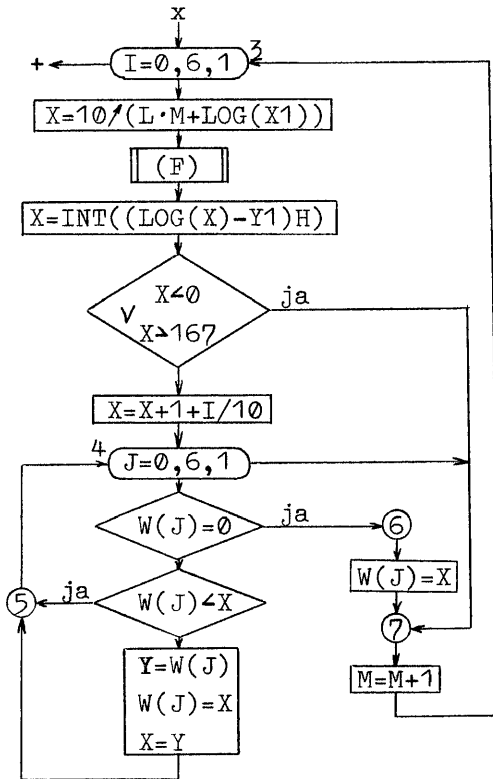 x
3
+
I=0,6,1
X=10↗(L·M+LOG(X1))
(F)
X=INT((LOG(X)-Y1)H)
X<0
ja
v
X>167
X=X+1+I/10
4
J=0,6,1
W(J)=0
ja
6
W(J)=X
5
ja
W(J)<X
7
Y=W(J)
M=M+1
W(J)=X
X=Y